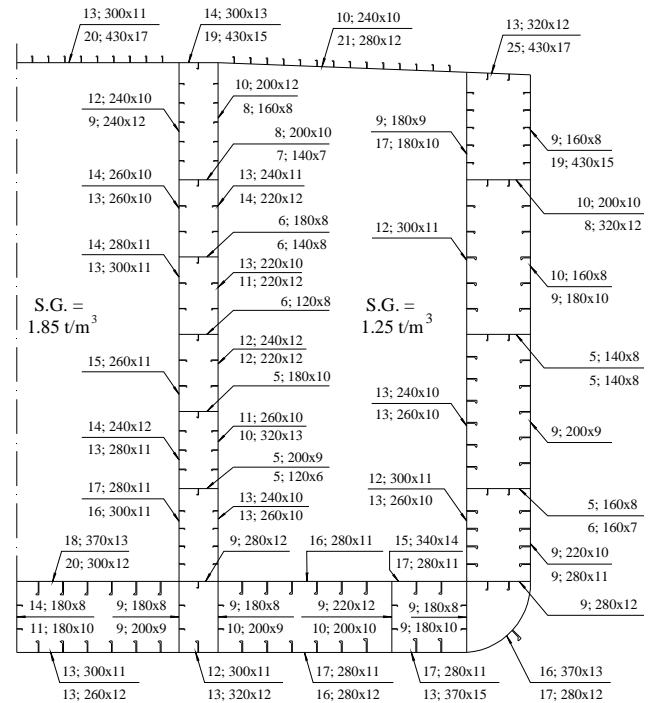 13; 300x11
20; 430x17
14; 300x13
19; 430x15
10; 240x10
21; 280x12
13; 320x12
25; 430x17
12; 240x10
9; 240x12
10; 200x12
8; 160x8
8; 200x10
7; 140x7
9; 180x9
17; 180x10
9; 160x8
19; 430x15
14; 260x10
13; 260x10
13; 240x11
14; 220x12
10; 200x10
8; 320x12
6; 180x8
6; 140x8
12; 300x11
14; 280x11
13; 300x11
13; 220x10
11; 220x12
10; 160x8
9; 180x10
S.G. =
1.85 t/m³
6; 120x8
S.G. =
1.25 t/m³
15; 260x11
12; 240x12
12; 220x12
5; 140x8
5; 140x8
5; 180x10
13; 240x10
13; 260x10
14; 240x12
13; 280x11
11; 260x10
10; 320x13
9; 200x9
5; 200x9
5; 120x6
17; 280x11
16; 300x11
13; 240x10
13; 260x10
12; 300x11
13; 260x10
5; 160x8
6; 160x7
18; 370x13
20; 300x12
9; 280x12
16; 280x11
15; 340x14
17; 280x11
9; 220x10
9; 280x11
14; 180x8
11; 180x10
9; 180x8
9; 200x9
9; 180x8
10; 200x9
9; 220x12
10; 200x10
9; 180x8
9; 180x10
9; 280x12
13; 300x11
13; 260x12
12; 300x11
13; 320x12
17; 280x11
16; 280x12
17; 280x11
13; 370x15
16; 370x13
17; 280x12